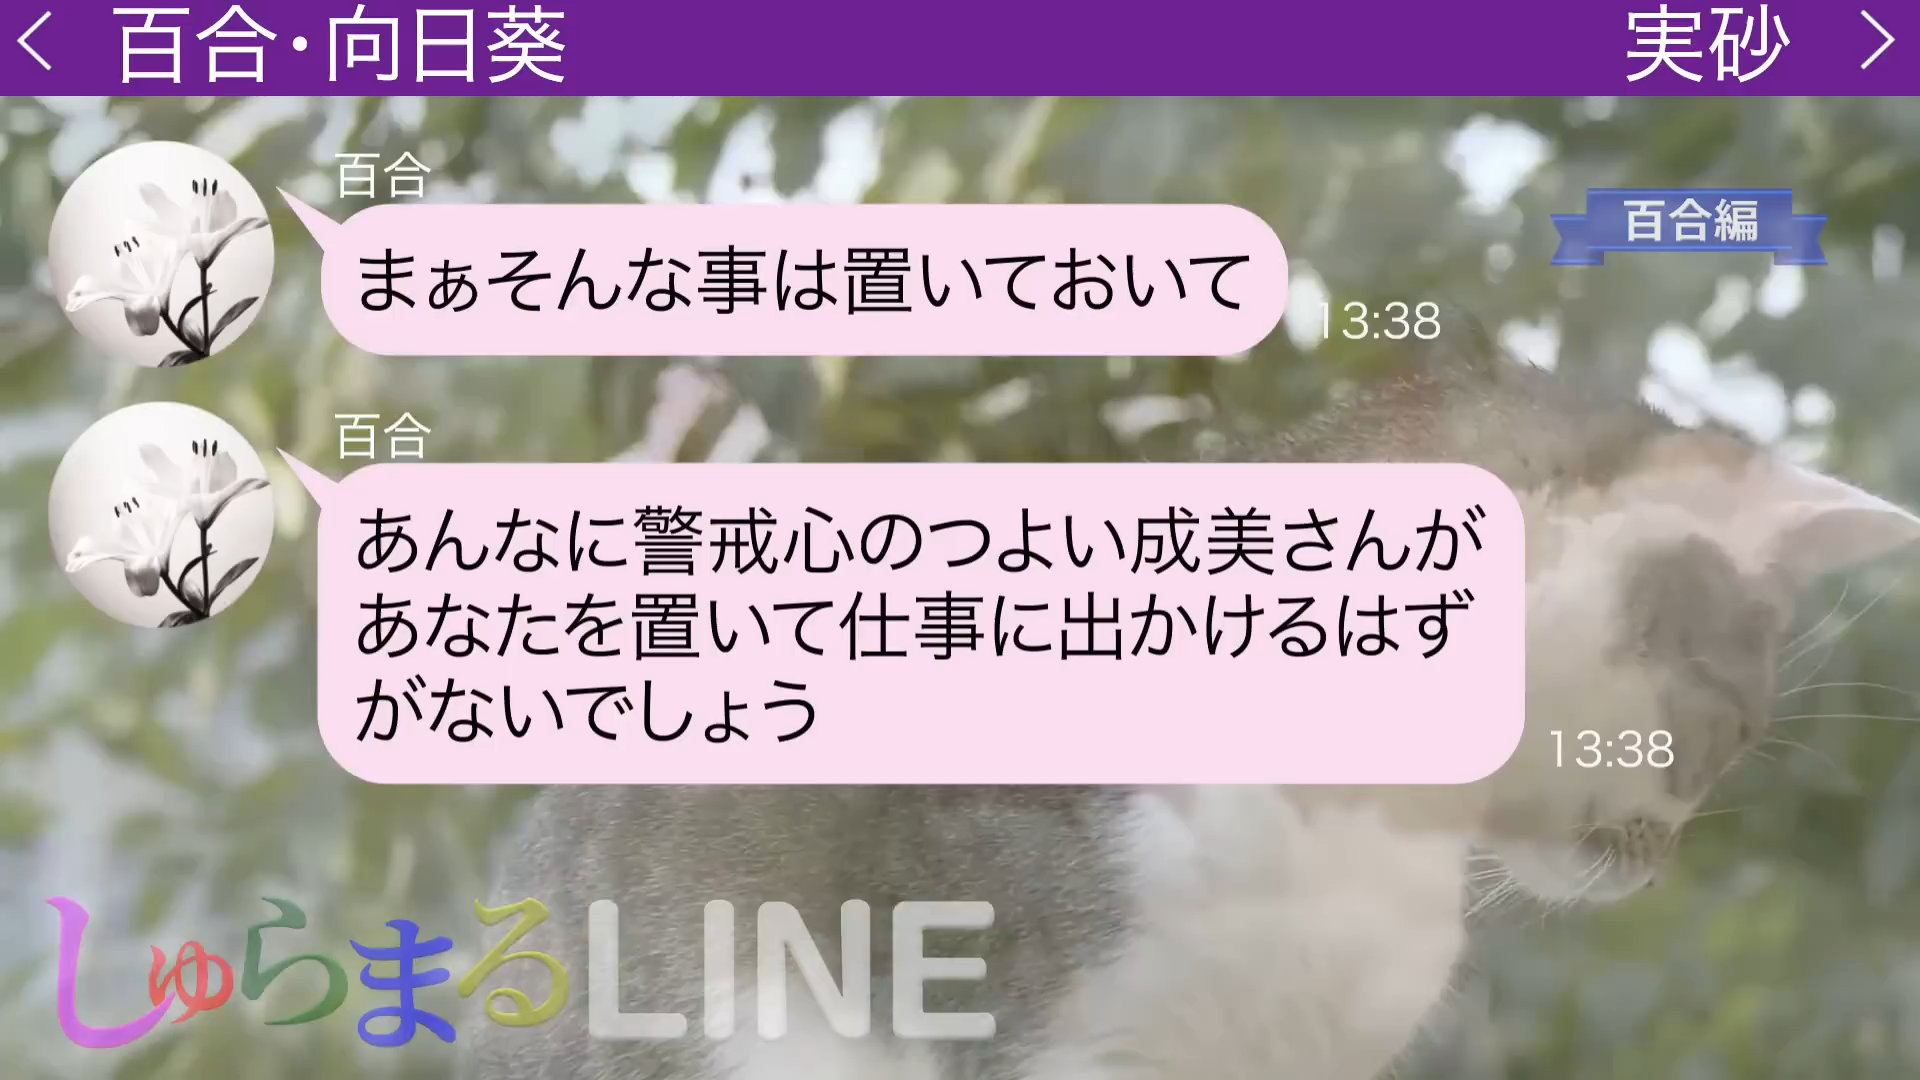 百合・向日葵
実砂
百合
まぁそんな事は置いておいて
13:38
百合編
百合
あんなに警戒心のつよい成美さんが
あなたを置いて仕事に出かけるはず
がないでしょう
13:38
しゅらまるLINE